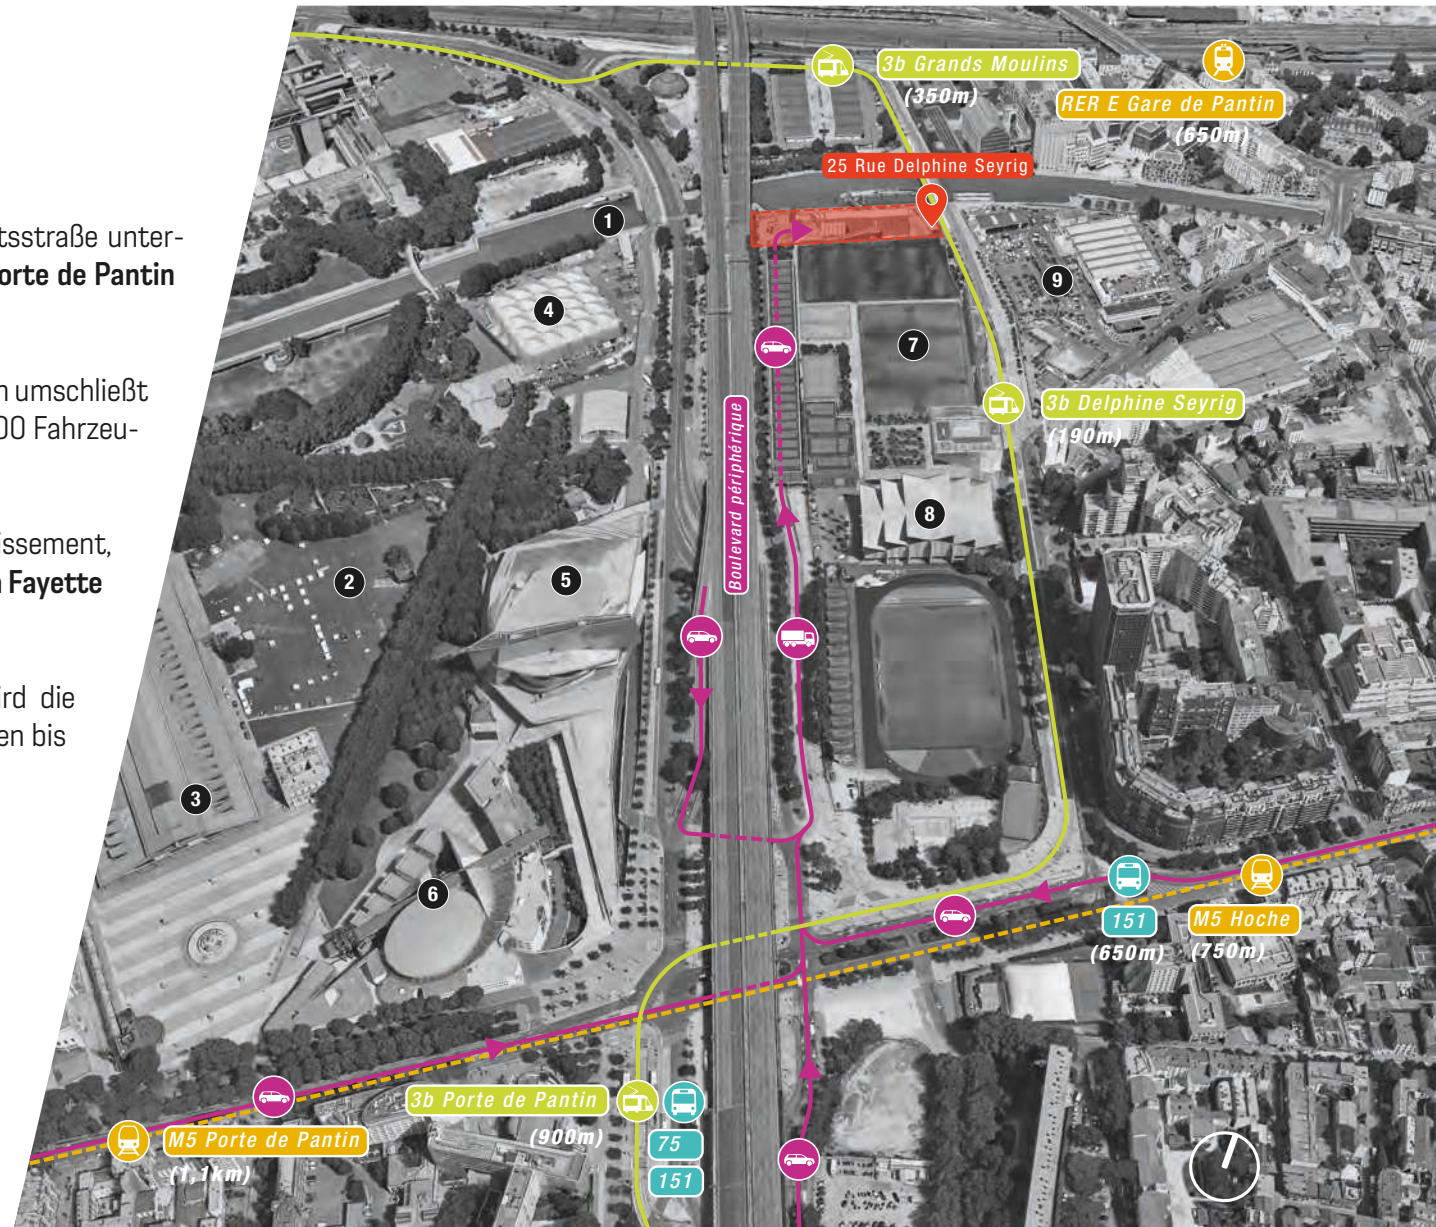 tsstraße unter-
orte de Pantin
umschließt
00 Fahrzeu-
issement,
Fayette
ird die
en bis
3b Grands Moulins
(350m)
RER E Gare de Pantin
(650m)
25 Rue Delphine Seyrig
1
4
9
7
3b Delphine Seyrig
(190m)
Boulevard périphérique
8
2
5
3
6
151
(650m)
M5 Hoche
(750m)
3b Porte de Pantin
(900m)
75
151
M5 Porte de Pantin
(1,1km)